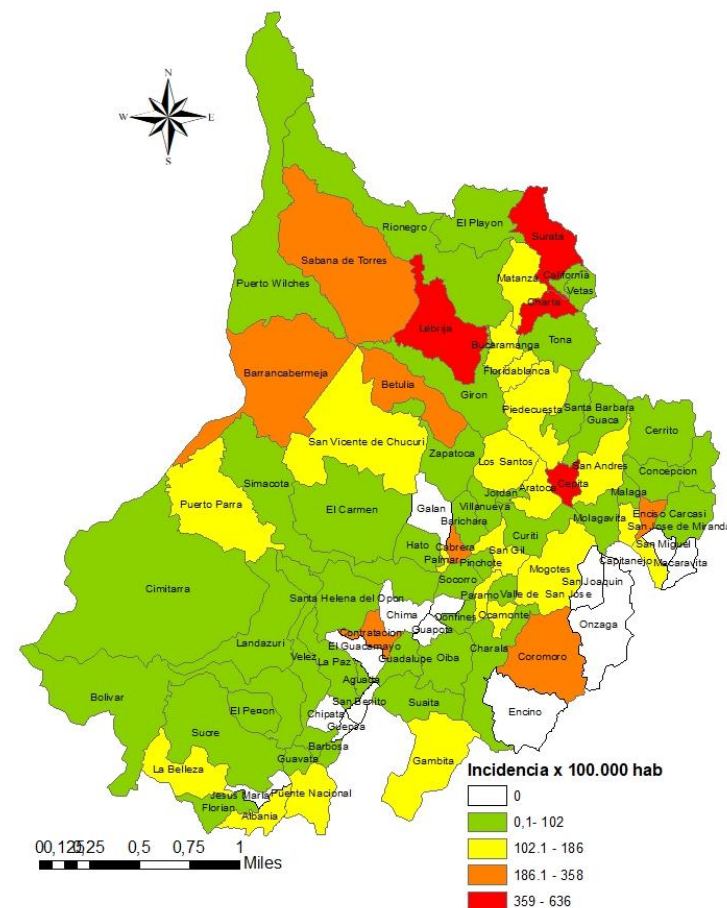 N
W E
S
Rionegro
El Playon
Surata
Sabana de Torres
Matanza
California
Puerto Wilches
Vetas
Charta
Lebrija
Tona
Bucaramanga
Barrancabermeja
Floridablanca
Betulia
Giron
Piedecuesta
Santa Barbara
Guaca
San Vicente de Chucuri
Cerrito
Zapatoca
Los Santos
San Andres
Concepcion
Simacota
Cepita
Aratoca
Malaga
Puerto Parra
Jordan
El Carmen
Galan
Villanueva
Enciso
Carcasi
Barichara
Molagavita
San Jose de Miranda
Curiti
Hato
Cabrera
San Gil
San Miguel
Palmar
Pinchote
Capitanejo
Macaravita
Cimitarra
Mogotes
Socorro
San Joaquin
Santa Helena del Opon
Paramo
Valle de San Jose
Chima
Confines
Ocamonte
Guapota
Onzaga
Contratacion
Landazuri
El Guacamayo
Charala
Velez
La Paz
Guadalupe
Oiba
Coromoro
Aguada
Bolivar
San Benito
Suaita
El Peñon
Chipata
Encino
Guepsa
Sucre
Barbosa
Guavata
Gambita
La Belleza
Jesus Maria
Puente Nacional
Florian
Albania
Incidencia x 100.000 hab
0
0,1- 102
102.1 - 186
186.1 - 358
359 - 636
00,1250,25 0,5 0,75 1
Miles